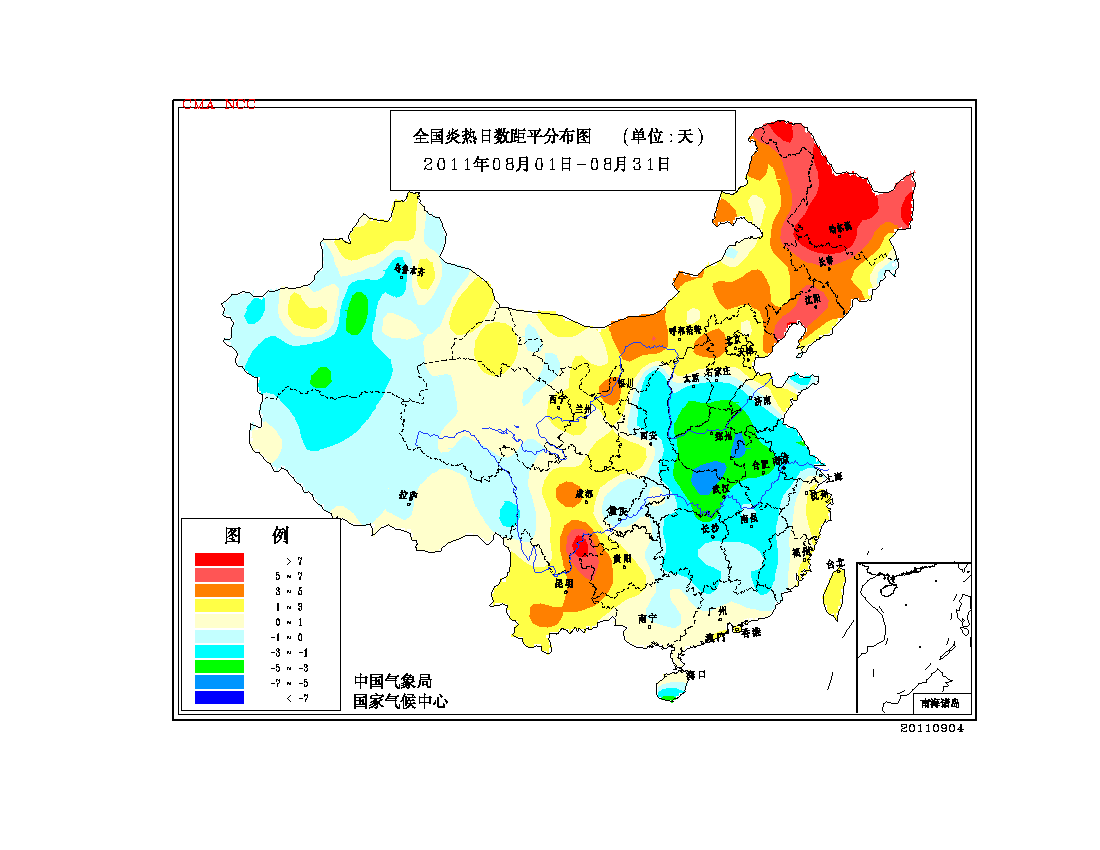 CMA NCC
全国炎热日数距平分布图 (单位:天)
2011年08月01日-08月31日
哈尔滨
长春
乌鲁木齐
沈阳
呼和浩特
北京
天津
银川
太原
石家庄
济南
西宁
兰州
西安
郑州
合肥
南京
上海
拉萨
成都
武汉
杭州
重庆
长沙
南昌
贵阳
福州
昆明
台北
南宁
广州
澳门
香港
海口
图 例
> 7
5 ~ 7
3 ~ 5
1 ~ 3
0 ~ 1
-1 ~ 0
-3 ~ -1
-5 ~ -3
-7 ~ -5
< -7
中国气象局
国家气候中心
南海诸岛
20110904